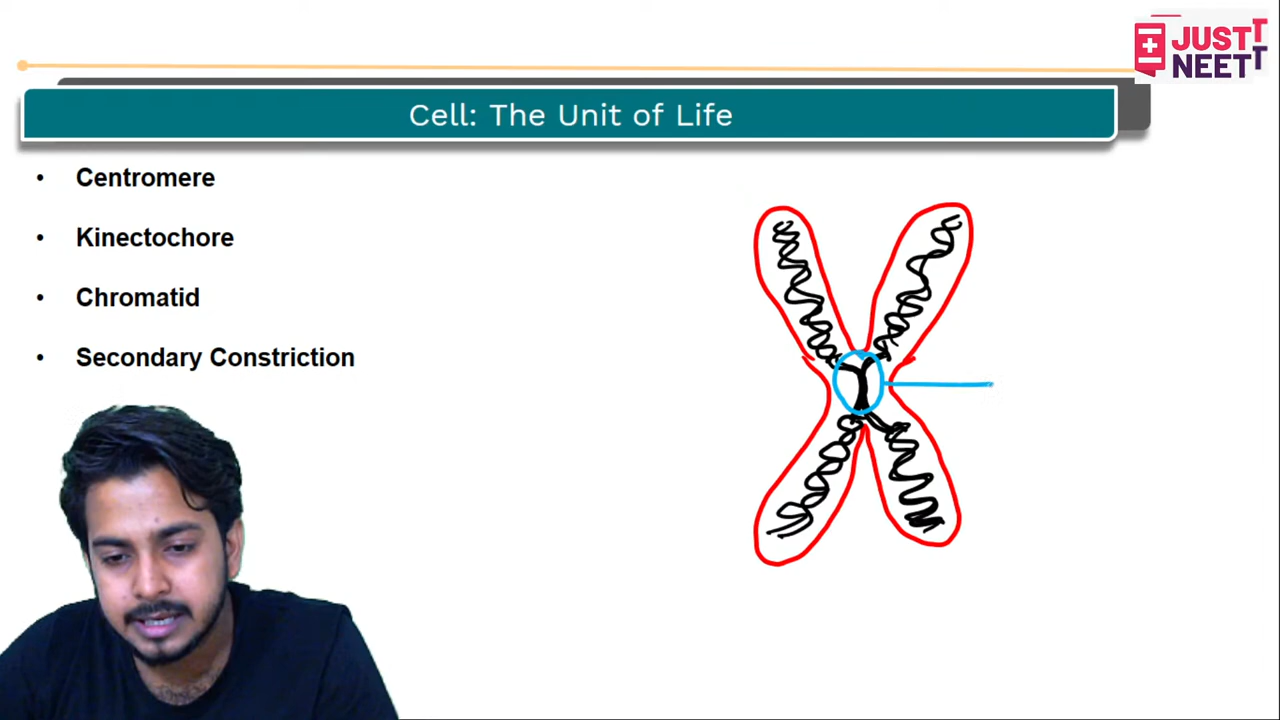 JUST
NEET
T
T
Cell: The Unit of Life
• Centromere
• Kinectochore
• Chromatid
• Secondary Constriction